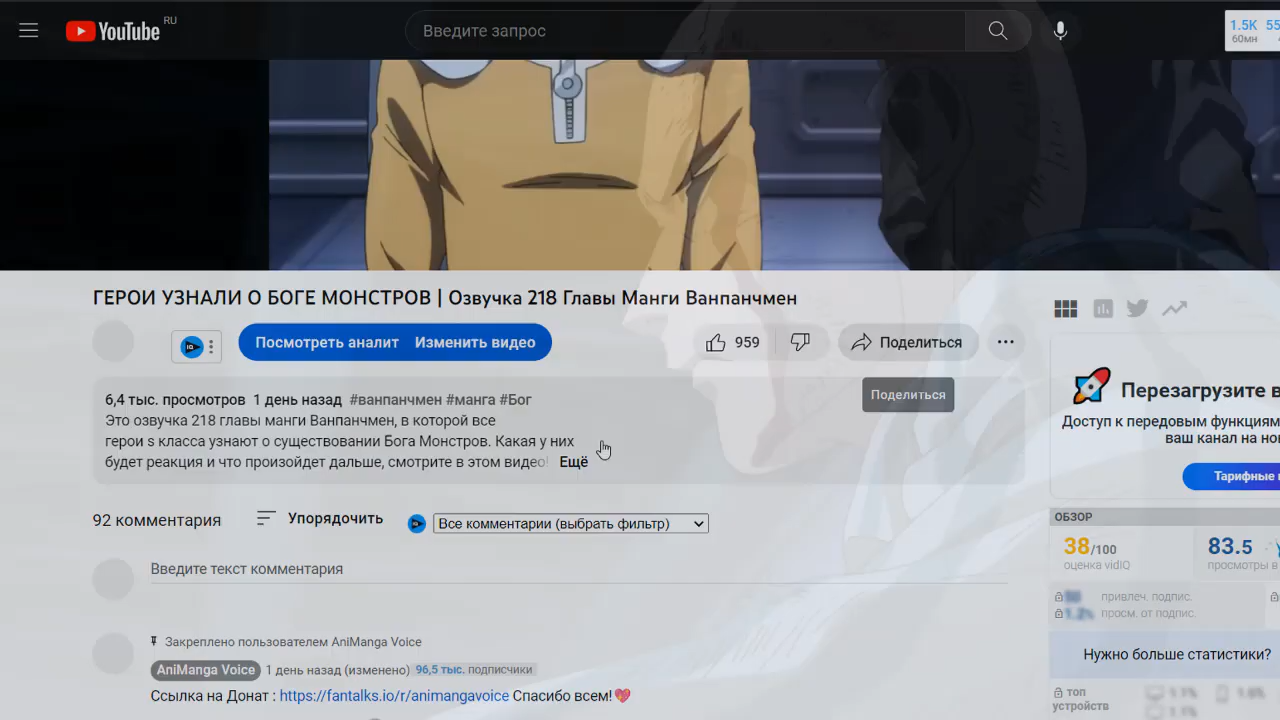 YouTube RU
Введите запрос
1.5K 55
60мн
ГЕРОИ УЗНАЛИ О БОГЕ МОНСТРОВ | Озвучка 218 Главы Манги Ванпанчмен
Посмотреть аналит Изменить видео
959
Поделиться
Поделиться
6,4 тыс. просмотров 1 день назад #ванпанчмен #манга #Бог
Это озвучка 218 главы манги Ванпанчмен, в которой все
герои s класса узнают о существовании Бога Монстров. Какая у них
будет реакция и что произойдет дальше, смотрите в этом видео! Ещё
Перезагрузите в
Доступ к передовым функциям
ваш канал на нов
Тарифные
ОБЗОР
38/100
оценка vidIQ
83.5
просмотры в
привлеч. подпис.
1.2% просм. от подпис.
Нужно больше статистики?
топ
устройств
92 комментария
Упорядочить
Все комментарии (выбрать фильтр)
Введите текст комментария
Закреплено пользователем AniManga Voice
AniManga Voice 1 день назад (изменено) 96,5 тыс. подписчики
Ссылка на Донат : https://fantalks.io/r/animangavoice Спасибо всем!💖